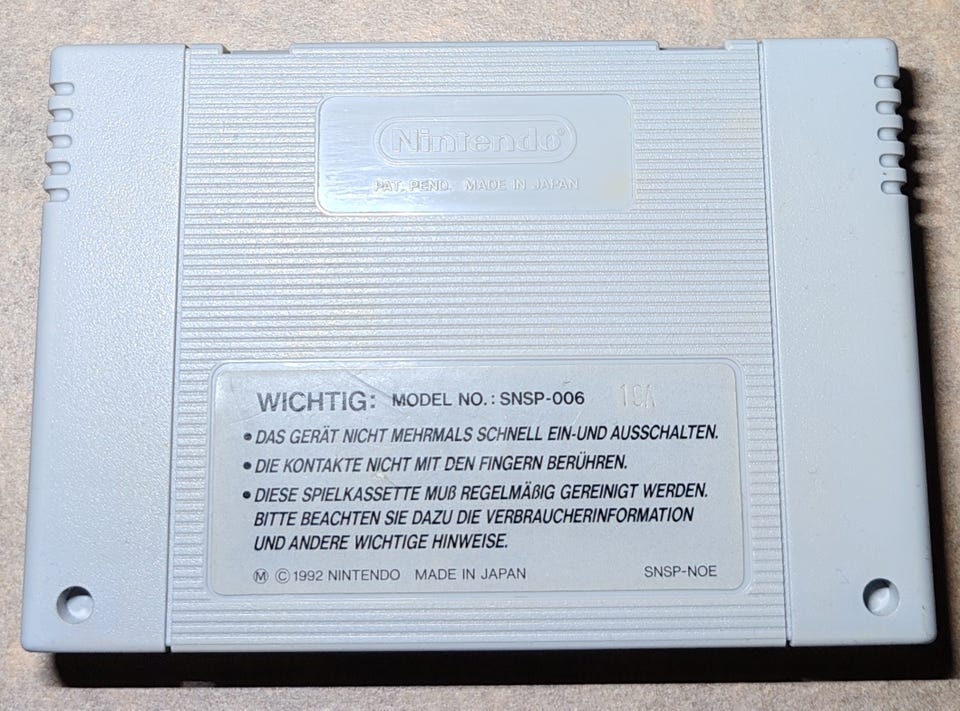 Nintendo®
PAT. PEND. MADE IN JAPAN
WICHTIG: MODEL NO.: SNSP-006
• DAS GERÄT NICHT MEHRMALS SCHNELL EIN-UND AUSSCHALTEN.
• DIE KONTAKTE NICHT MIT DEN FINGERN BERÜHREN.
• DIESE SPIELKASSETTE MUß REGELMÄßIG GEREINIGT WERDEN.
BITTE BEACHTEN SIE DAZU DIE VERBRAUCHERINFORMATION
UND ANDERE WICHTIGE HINWEISE.
Ⓜ © 1992 NINTENDO MADE IN JAPAN SNSP-NOE